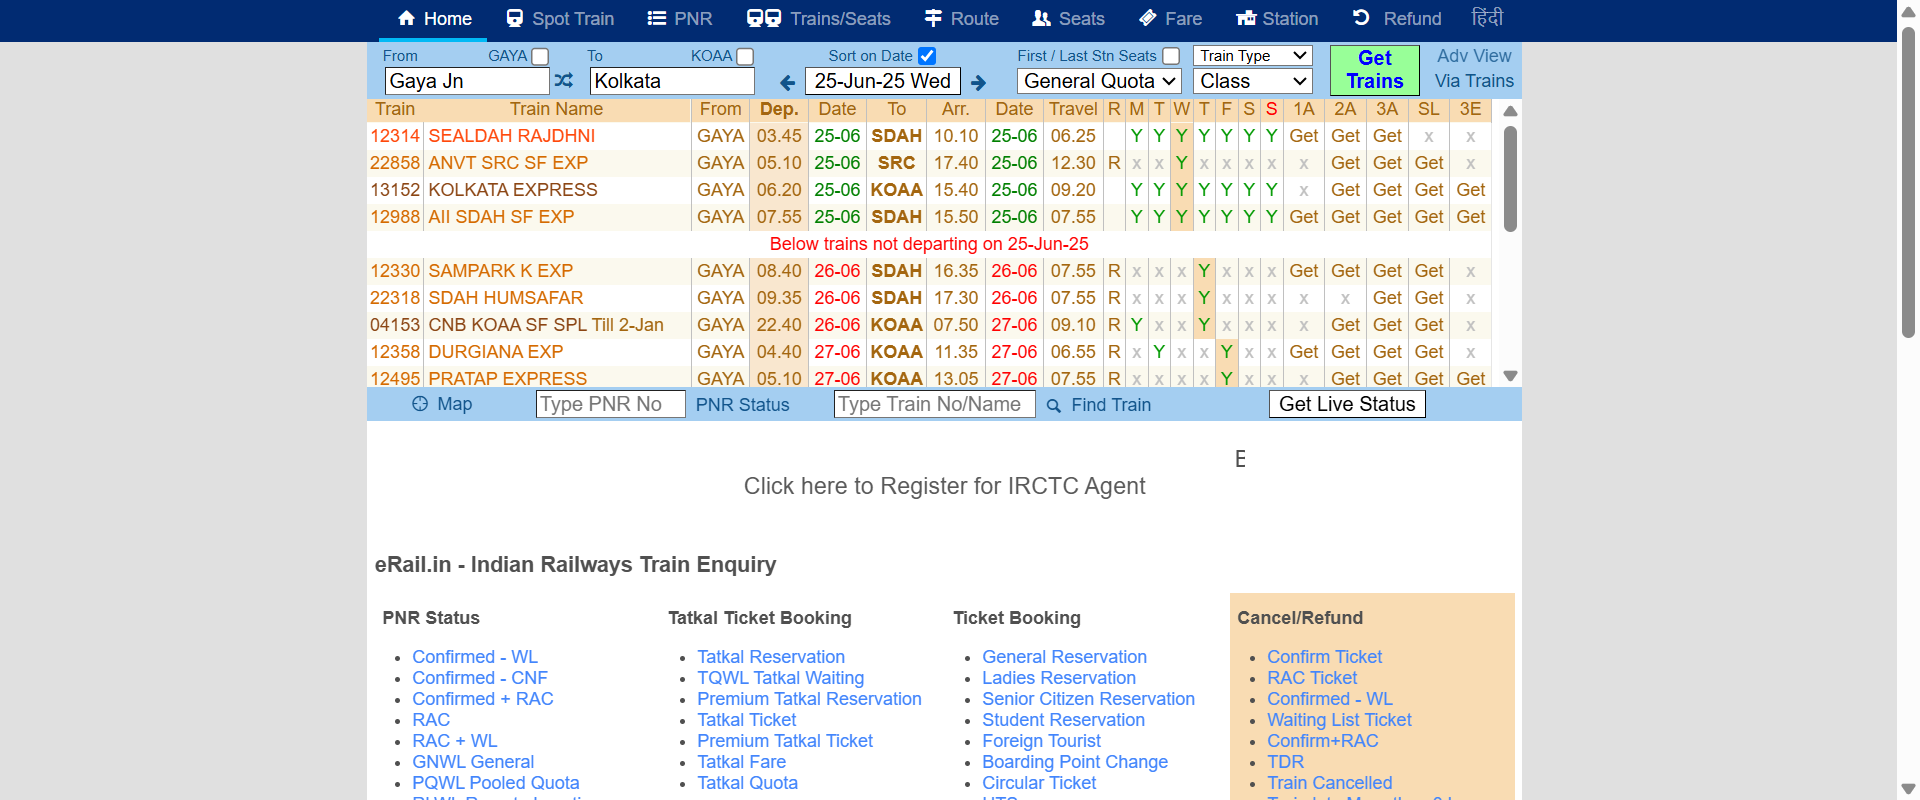 Home Spot Train PNR Trains/Seats Route Seats Fare Station Refund हिंदी
From GAYA To KOAA Sort on Date First / Last Stn Seats Train Type Get Trains Adv View
Gaya Jn Kolkata 25-Jun-25 Wed General Quota Class Via Trains
Train Train Name From Dep. Date To Arr. Date Travel R M T W T F S S 1A 2A 3A SL 3E
12314 SEALDAH RAJDHNI GAYA 03.45 25-06 SDAH 10.10 25-06 06.25 Y Y Y Y Y Y Y Get Get Get x x
22858 ANVT SRC SF EXP GAYA 05.10 25-06 SRC 17.40 25-06 12.30 R x x Y x x x x x Get Get Get x
13152 KOLKATA EXPRESS GAYA 06.20 25-06 KOAA 15.40 25-06 09.20 Y Y Y Y Y Y Y x Get Get Get Get
12988 AII SDAH SF EXP GAYA 07.55 25-06 SDAH 15.50 25-06 07.55 Y Y Y Y Y Y Y Get Get Get Get Get
Below trains not departing on 25-Jun-25
12330 SAMPARK K EXP GAYA 08.40 26-06 SDAH 16.35 26-06 07.55 R x x x Y x x x Get Get Get Get x
22318 SDAH HUMSAFAR GAYA 09.35 26-06 SDAH 17.30 26-06 07.55 R x x x Y x x x x x Get Get x
04153 CNB KOAA SF SPL Till 2-Jan GAYA 22.40 26-06 KOAA 07.50 27-06 09.10 R Y x x Y x x x x Get Get Get x
12358 DURGIANA EXP GAYA 04.40 27-06 KOAA 11.35 27-06 06.55 R x Y x x Y x x Get Get Get Get x
12495 PRATAP EXPRESS GAYA 05.10 27-06 KOAA 13.05 27-06 07.55 R x x x x Y x x x Get Get Get Get
Map Type PNR No PNR Status Type Train No/Name Find Train Get Live Status
E
Click here to Register for IRCTC Agent
eRail.in - Indian Railways Train Enquiry
PNR Status
Confirmed - WL
Confirmed - CNF
Confirmed + RAC
RAC
RAC + WL
GNWL General
PQWL Pooled Quota
Tatkal Ticket Booking
Tatkal Reservation
TQWL Tatkal Waiting
Premium Tatkal Reservation
Tatkal Ticket
Premium Tatkal Ticket
Tatkal Fare
Tatkal Quota
Ticket Booking
General Reservation
Ladies Reservation
Senior Citizen Reservation
Student Reservation
Foreign Tourist
Boarding Point Change
Circular Ticket
Cancel/Refund
Confirm Ticket
RAC Ticket
Confirmed - WL
Waiting List Ticket
Confirm+RAC
TDR
Train Cancelled